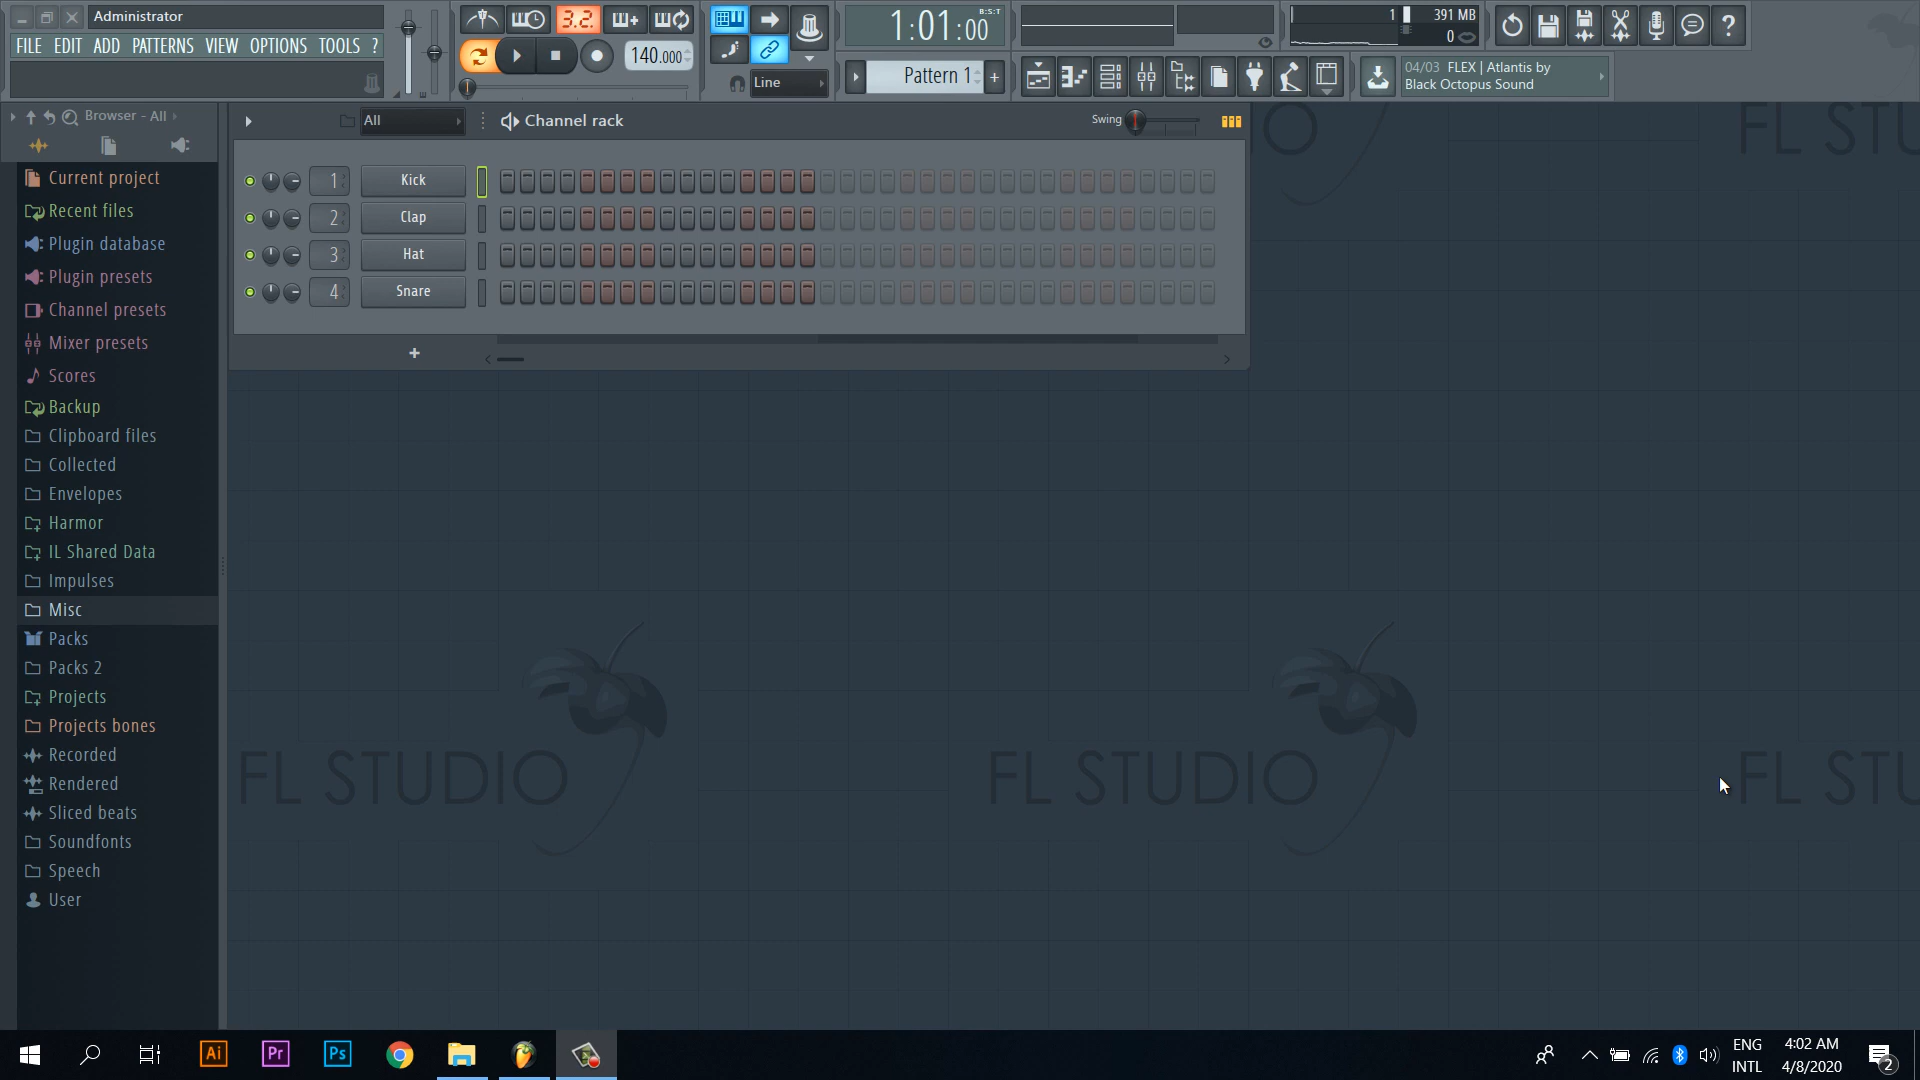 Administrator
FILE EDIT ADD PATTERNS VIEW OPTIONS TOOLS ?
3.2.
140.000
Line
1:01:00
B:S:T
Pattern 1
+
1
391 MB
0
?
04/03 FLEX | Atlantis by
Black Octopus Sound
Browser - All
All
Channel rack
Swing
Current project
Recent files
Plugin database
Plugin presets
Channel presets
Mixer presets
Scores
Backup
Clipboard files
Collected
Envelopes
Harmor
IL Shared Data
Impulses
Misc
Packs
Packs 2
Projects
Projects bones
Recorded
Rendered
Sliced beats
Soundfonts
Speech
User
1 Kick
2 Clap
3 Hat
4 Snare
+
STUDIO
FL STU
FL STUDIO
FL STUDIO
FL STU
Ai
Pr
Ps
ENG
INTL
4:02 AM
4/8/2020
2